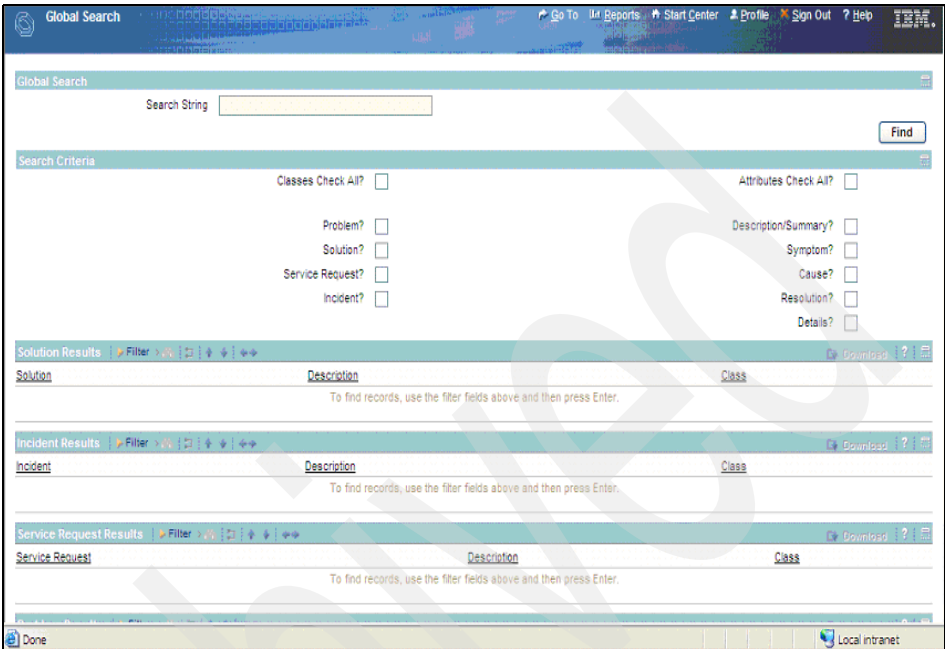 Global Search
Go To Reports Start Center Profile Sign Out ? Help IBM.
Global Search
Search String
Find
Search Criteria
Classes Check All? Attributes Check All?
Problem? Description/Summary?
Solution? Symptom?
Service Request? Cause?
Incident? Resolution?
Details?
Solution Results Filter Download ?
Solution Description Class
To find records, use the filter fields above and then press Enter.
Incident Results Filter Download ?
Incident Description Class
To find records, use the filter fields above and then press Enter.
Service Request Results Filter Download ?
Service Request Description Class
To find records, use the filter fields above and then press Enter.
Done Local intranet